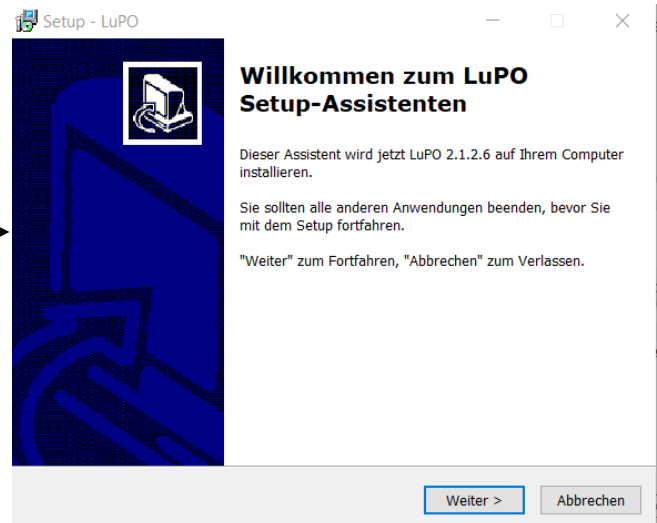 Setup - LuPO
Willkommen zum LuPO
Setup-Assistenten
Dieser Assistent wird jetzt LuPO 2.1.2.6 auf Ihrem Computer
installieren.
Sie sollten alle anderen Anwendungen beenden, bevor Sie
mit dem Setup fortfahren.
"Weiter" zum Fortfahren, "Abbrechen" zum Verlassen.
Weiter >
Abbrechen